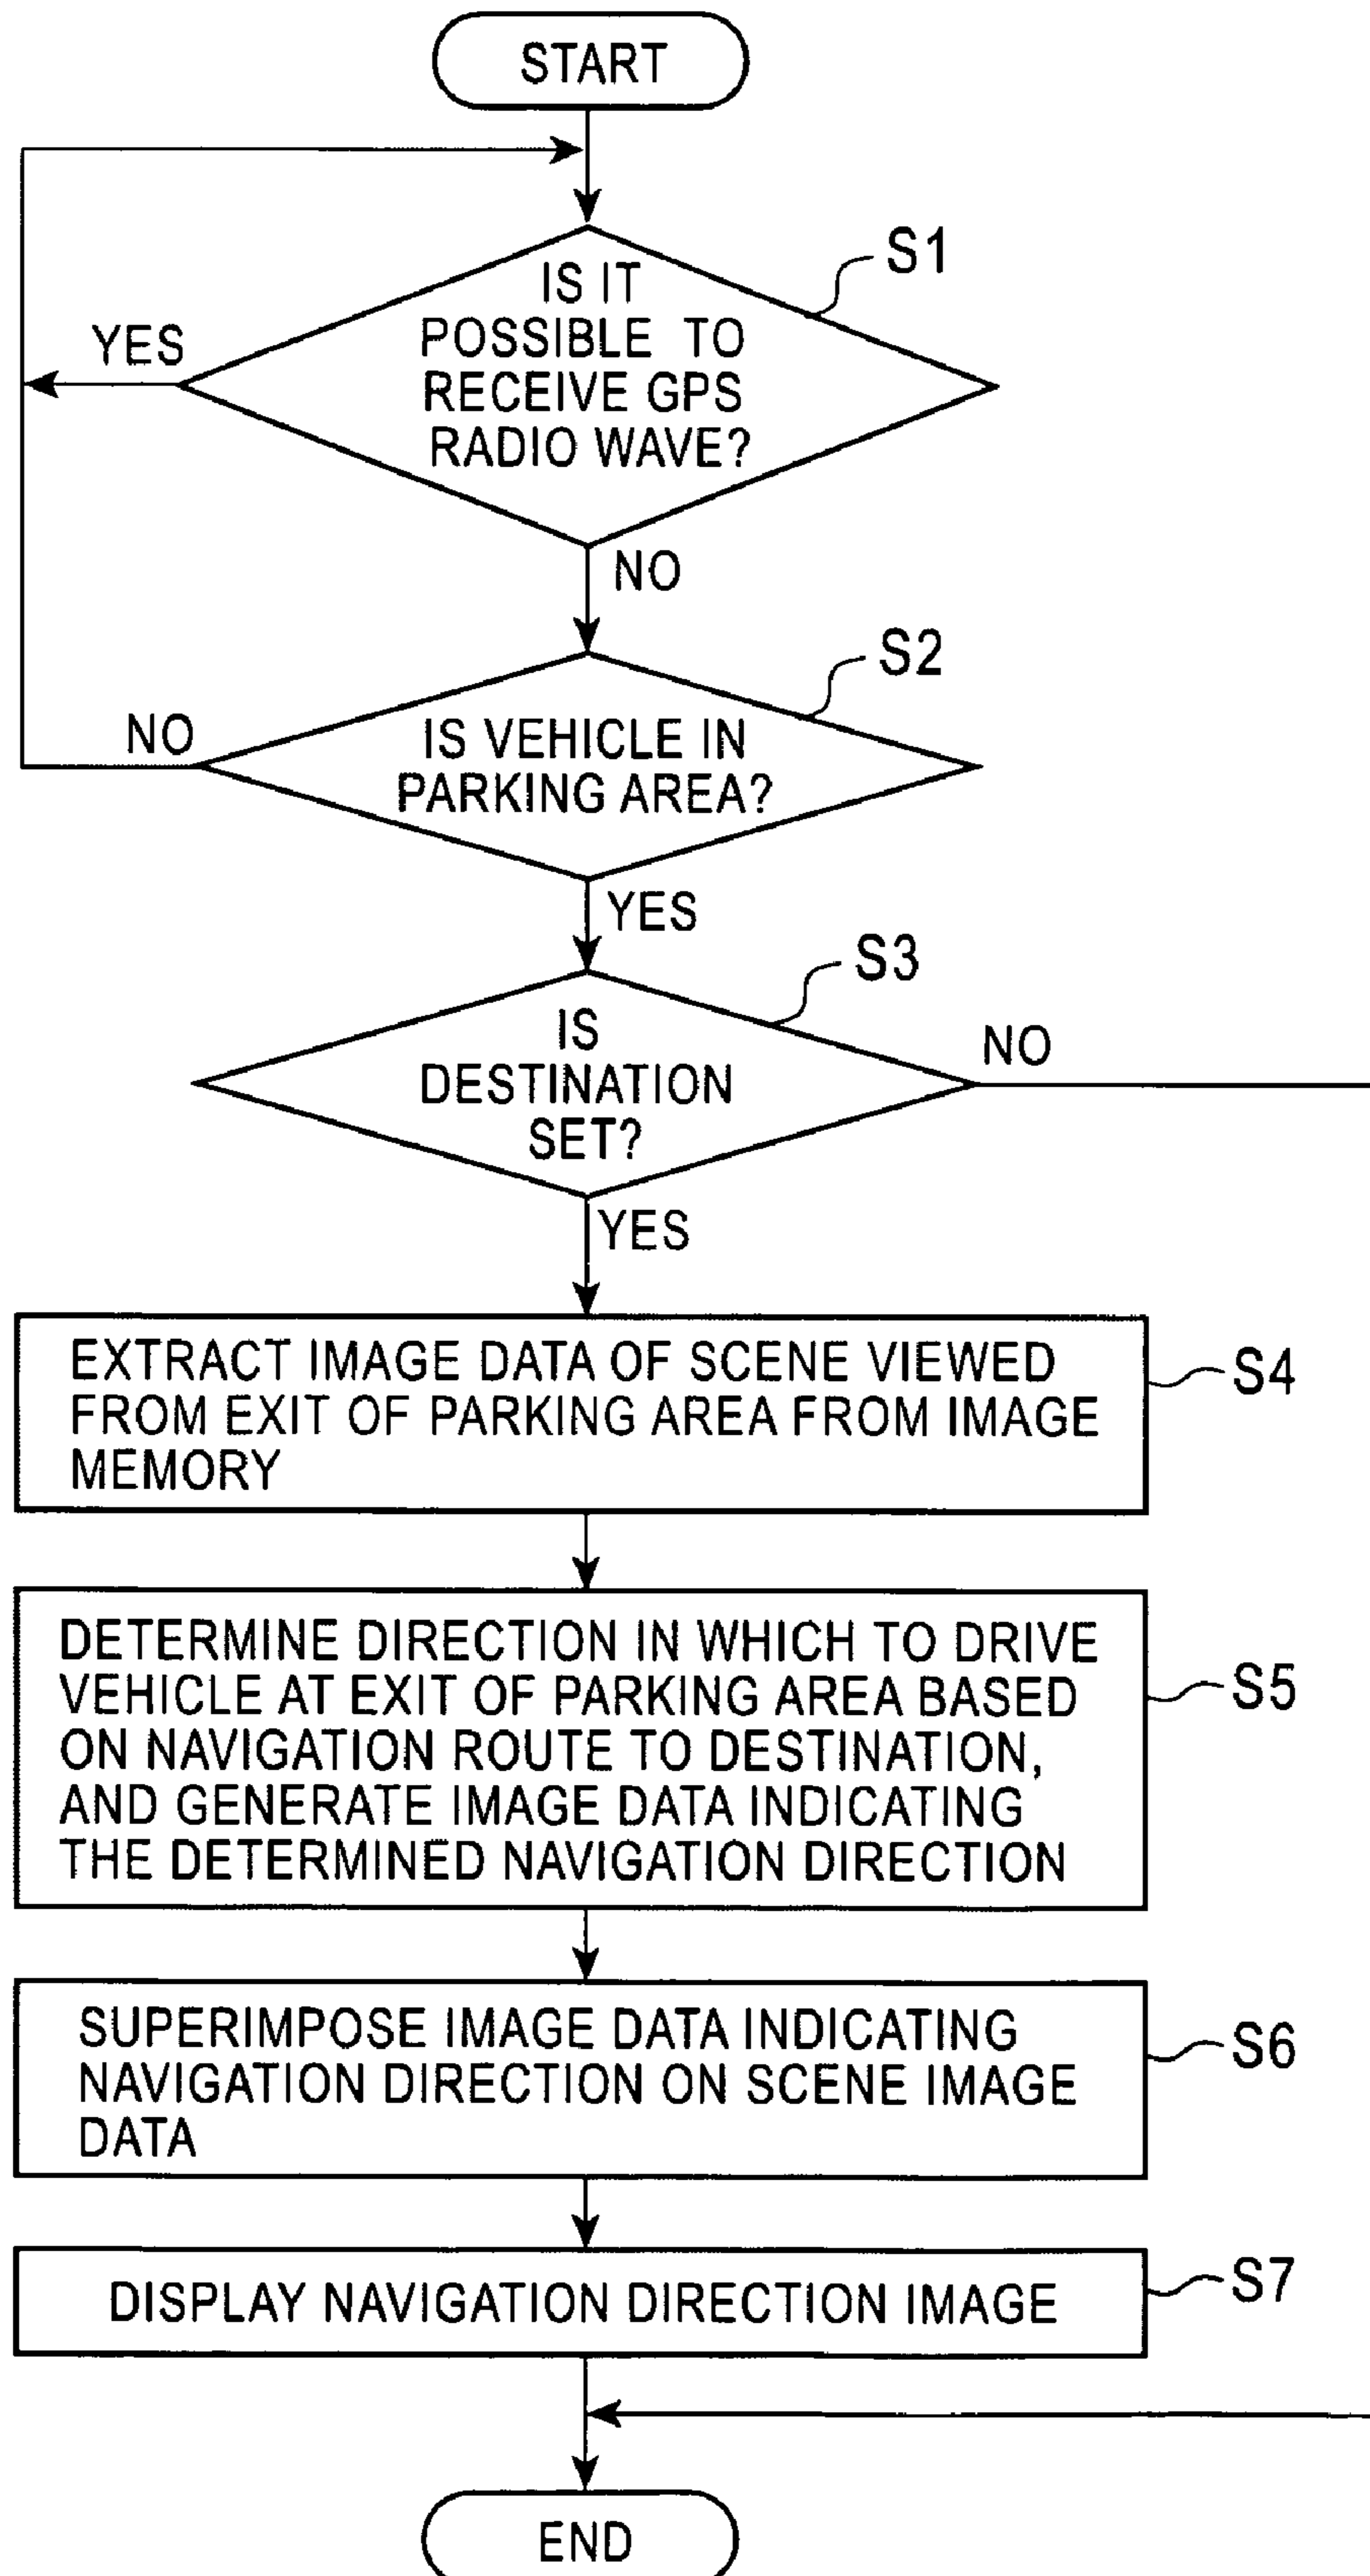 START
S1
IS IT
POSSIBLE TO
RECEIVE GPS
RADIO WAVE?
YES
NO
S2
IS VEHICLE IN
PARKING AREA?
NO
YES
S3
IS
DESTINATION
SET?
NO
YES
EXTRACT IMAGE DATA OF SCENE VIEWED
FROM EXIT OF PARKING AREA FROM IMAGE
MEMORY
S4
DETERMINE DIRECTION IN WHICH TO DRIVE
VEHICLE AT EXIT OF PARKING AREA BASED
ON NAVIGATION ROUTE TO DESTINATION,
AND GENERATE IMAGE DATA INDICATING
THE DETERMINED NAVIGATION DIRECTION
S5
SUPERIMPOSE IMAGE DATA INDICATING
NAVIGATION DIRECTION ON SCENE IMAGE
DATA
S6
DISPLAY NAVIGATION DIRECTION IMAGE
S7
END